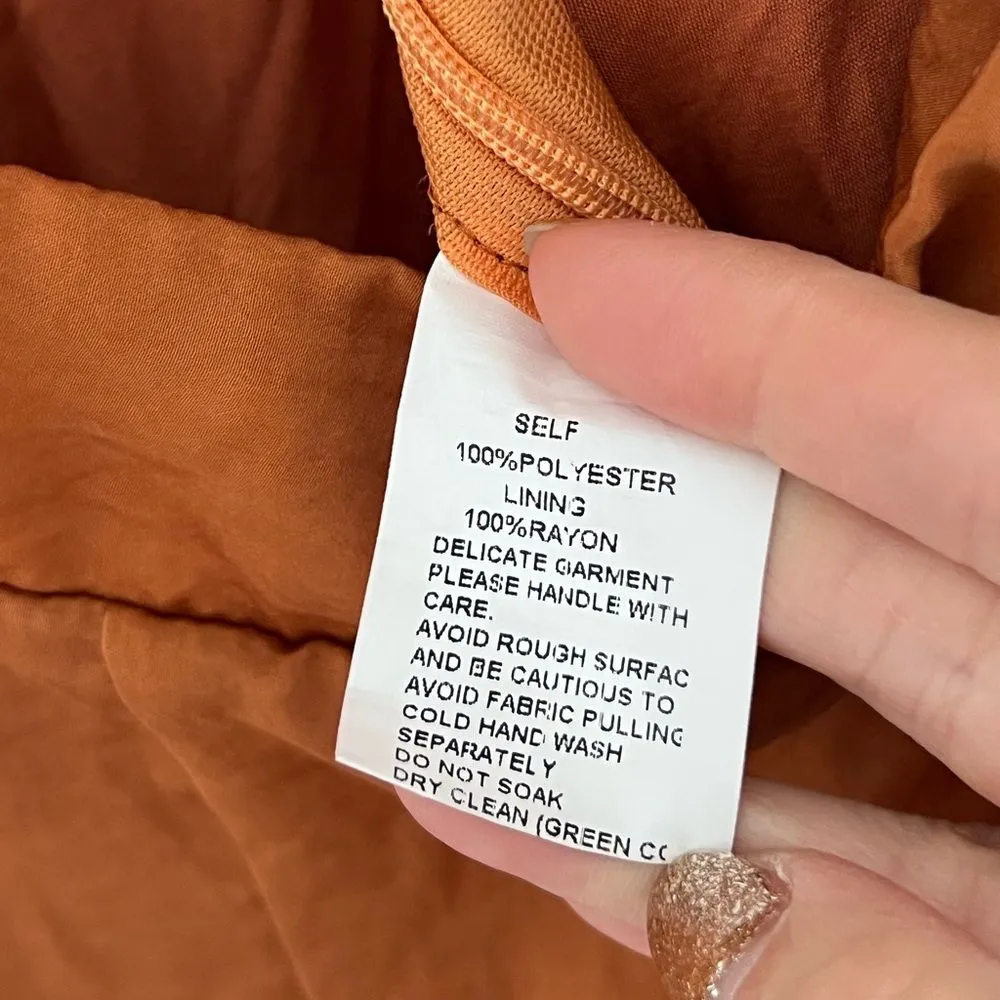 SELF
100%POLYESTER
LINING
100%RAYON
DELICATE GARMENT
PLEASE HANDLE WITH
CARE.
AVOID ROUGH SURFAC
AND BE CAUTIOUS TO
AVOID FABRIC PULLING
COLD HAND WASH
SEPARATELY
DO NOT SOAK
DRY CLEAN (GREEN